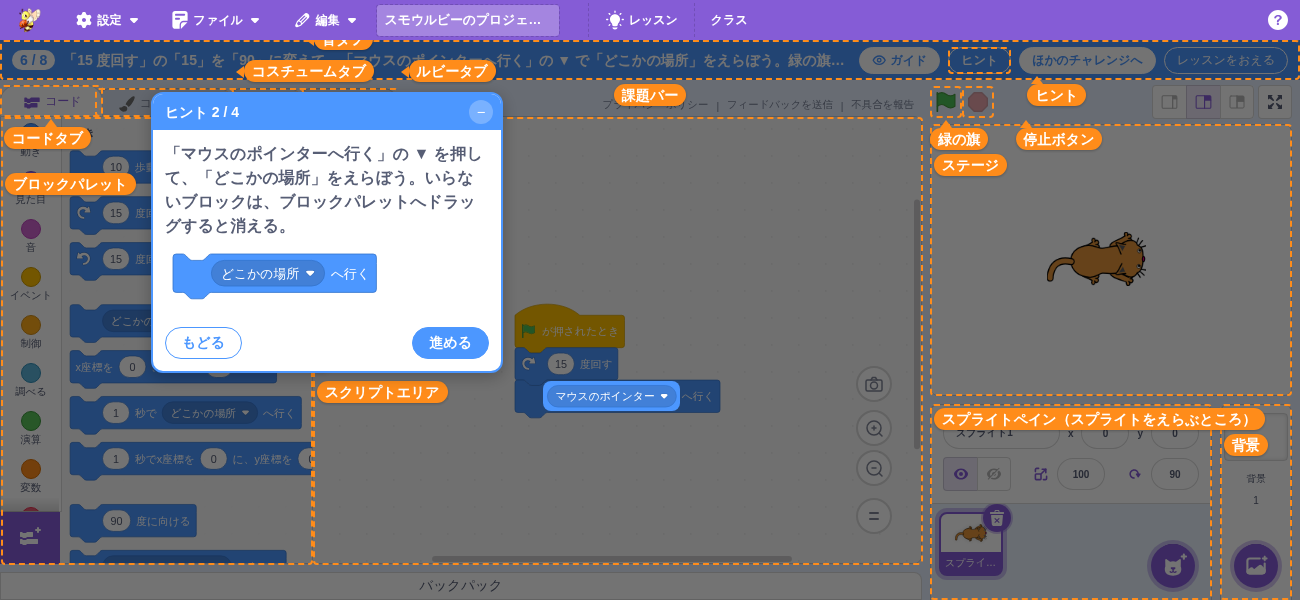 設定
ファイル
編集
スモウルビーのプロジェ…
レッスン
クラス
?
音タブ
6 / 8
「15 度回す」の「15」を「90」に変えて、「マウスのポインターへ行く」の ▼ で「どこかの場所」をえらぼう。緑の旗…
ガイド
ヒント
ほかのチャレンジへ
レッスンをおえる
コスチュームタブ
ルビータブ
課題バー
ヒント
コード
コ
プライバシーポリシー | フィードバックを送信 | 不具合を報告
ヒント 2 / 4
コードタブ
緑の旗
停止ボタン
ステージ
「マウスのポインターへ行く」の ▼ を押し
て、「どこかの場所」をえらぼう。いらな
いブロックは、ブロックパレットへドラッ
グすると消える。
どこかの場所
へ行く
もどる
進める
動き
ブロックパレット
見た目
音
イベント
制御
調べる
演算
変数
10 歩動
15 度回
15 度回
どこかの
x座標を 0
1 秒で どこかの場所 へ行く
1 秒でx座標を 0 に、y座標を
90 度に向ける
スクリプトエリア
が押されたとき
15 度回す
マウスのポインター へ行く
スプライトペイン（スプライトをえらぶところ）
スプライト1 x 0 y 0
100
90
背景
背景
1
スプライ…
バックパック